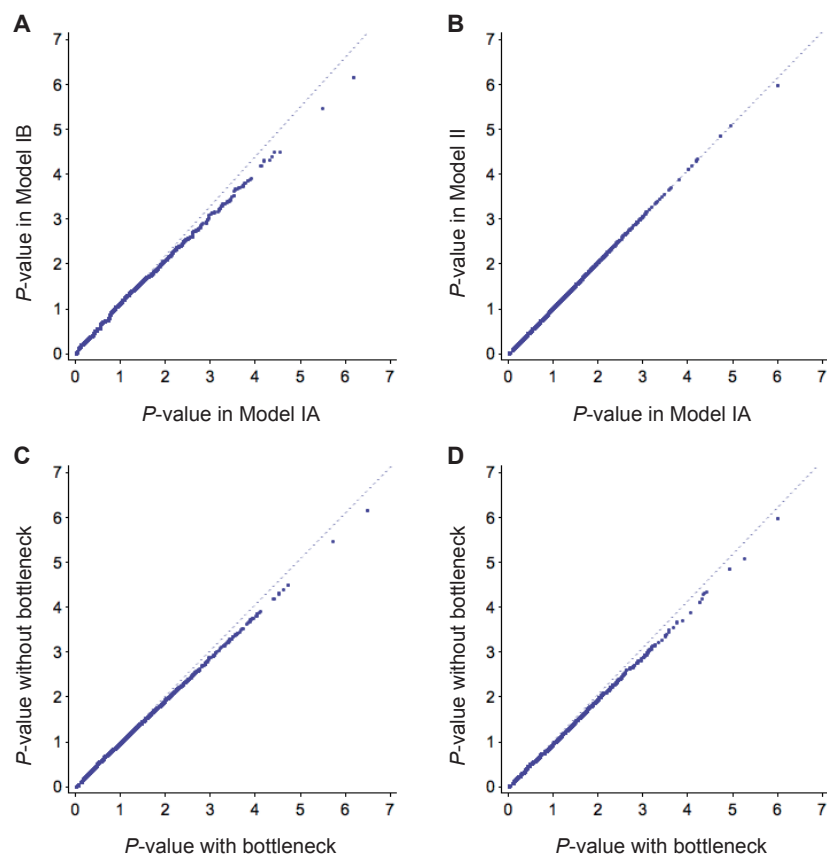 A
7
6
5
4
3
2
1
0
P-value in Model IB
0 1 2 3 4 5 6 7
P-value in Model IA
B
7
6
5
4
3
2
1
0
P-value in Model II
0 1 2 3 4 5 6 7
P-value in Model IA
C
7
6
5
4
3
2
1
0
P-value without bottleneck
0 1 2 3 4 5 6 7
P-value with bottleneck
D
7
6
5
4
3
2
1
0
P-value without bottleneck
0 1 2 3 4 5 6 7
P-value with bottleneck